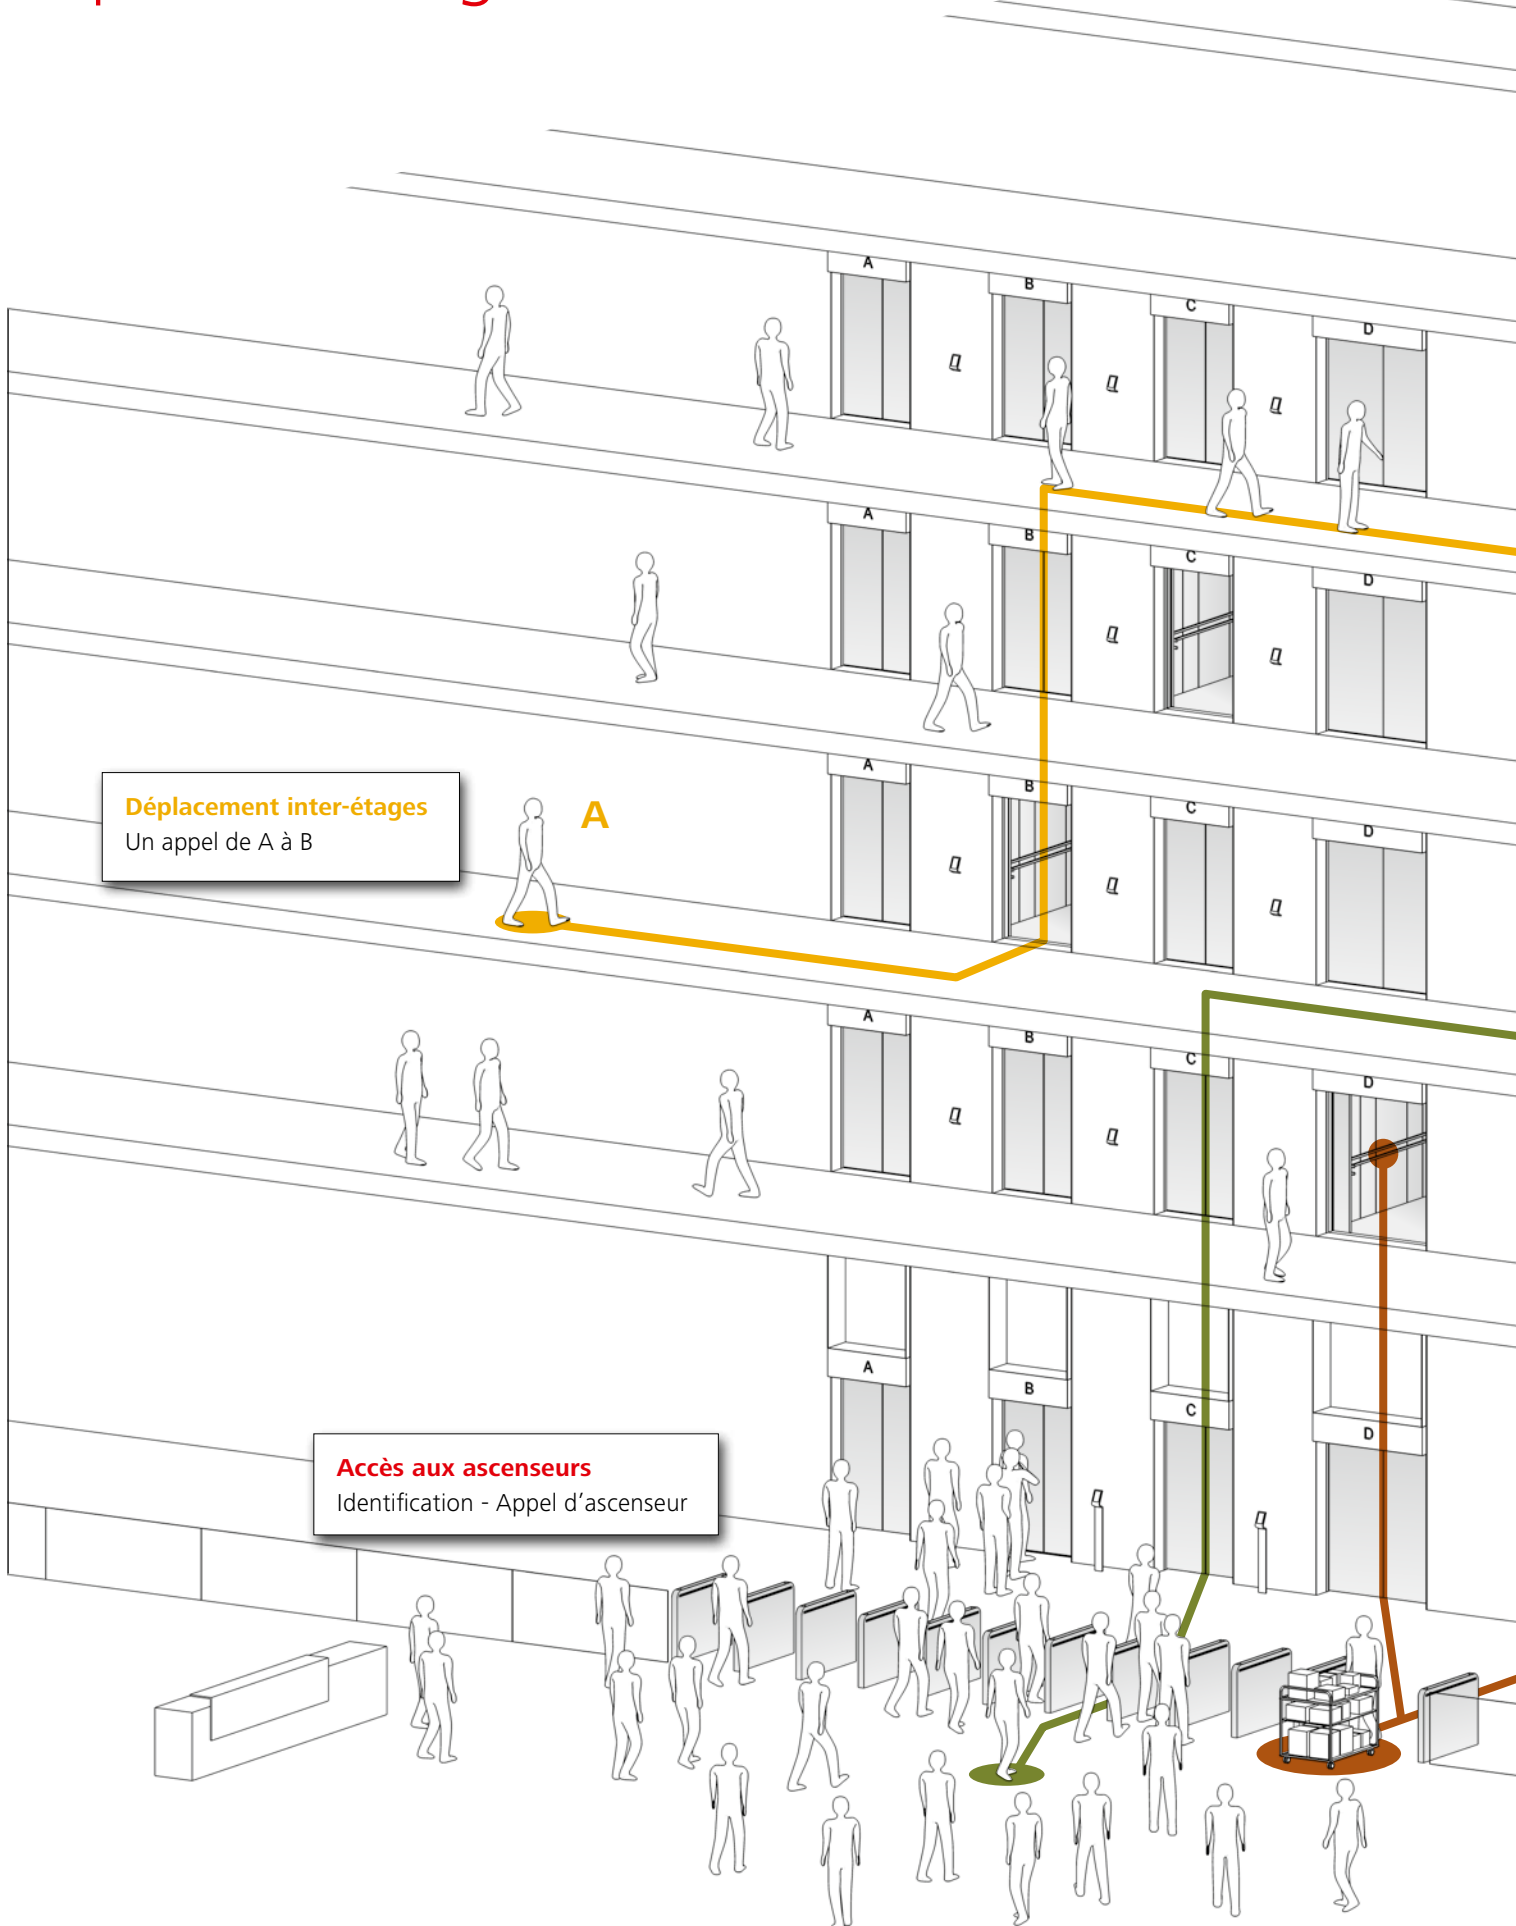 A
B
C
D
A
B
C
D
Déplacement inter-étages
Un appel de A à B
A
A
B
C
D
A
B
C
D
A
B
C
D
Accès aux ascenseurs
Identification - Appel d’ascenseur